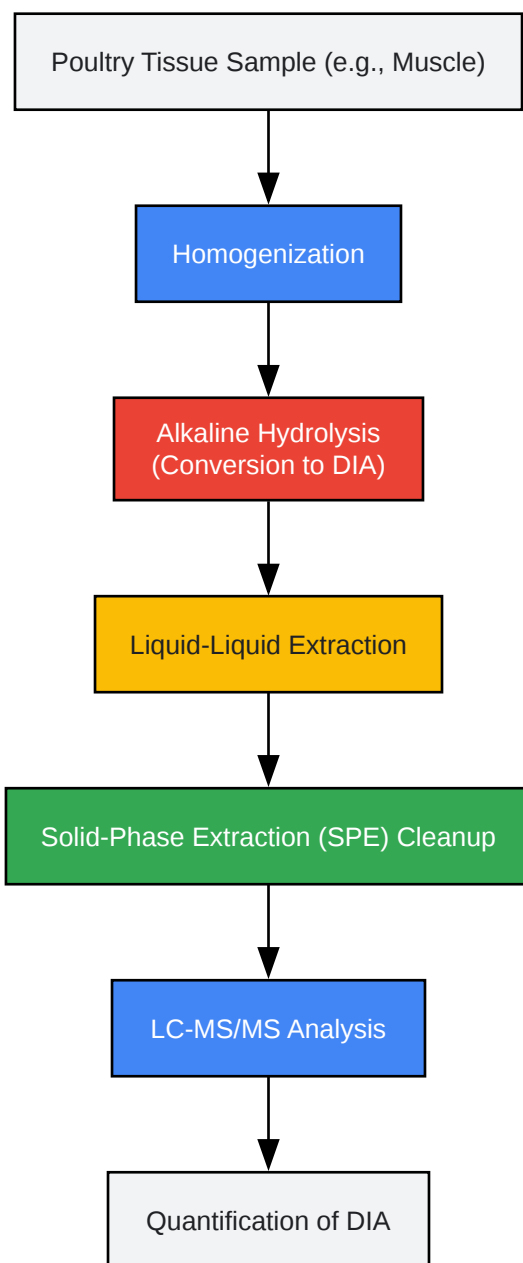 Poultry Tissue Sample (e.g., Muscle)
Homogenization
Alkaline Hydrolysis
(Conversion to DIA)
Liquid-Liquid Extraction
Solid-Phase Extraction (SPE) Cleanup
LC-MS/MS Analysis
Quantification of DIA